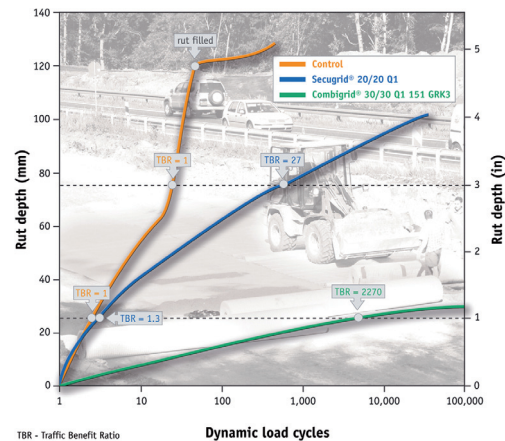 140
120
100
80
60
40
20
0
Rut depth (mm)
rut filled
Control
Secugrid® 20/20 Q1
Combigrid® 30/30 Q1 151 GRK3
TBR = 1
TBR = 27
TBR = 1
TBR = 1.3
TBR = 2270
5
4
3
2
1
0
Rut depth (in)
1
10
100
1,000
10,000
100,000
TBR - Traffic Benefit Ratio
Dynamic load cycles